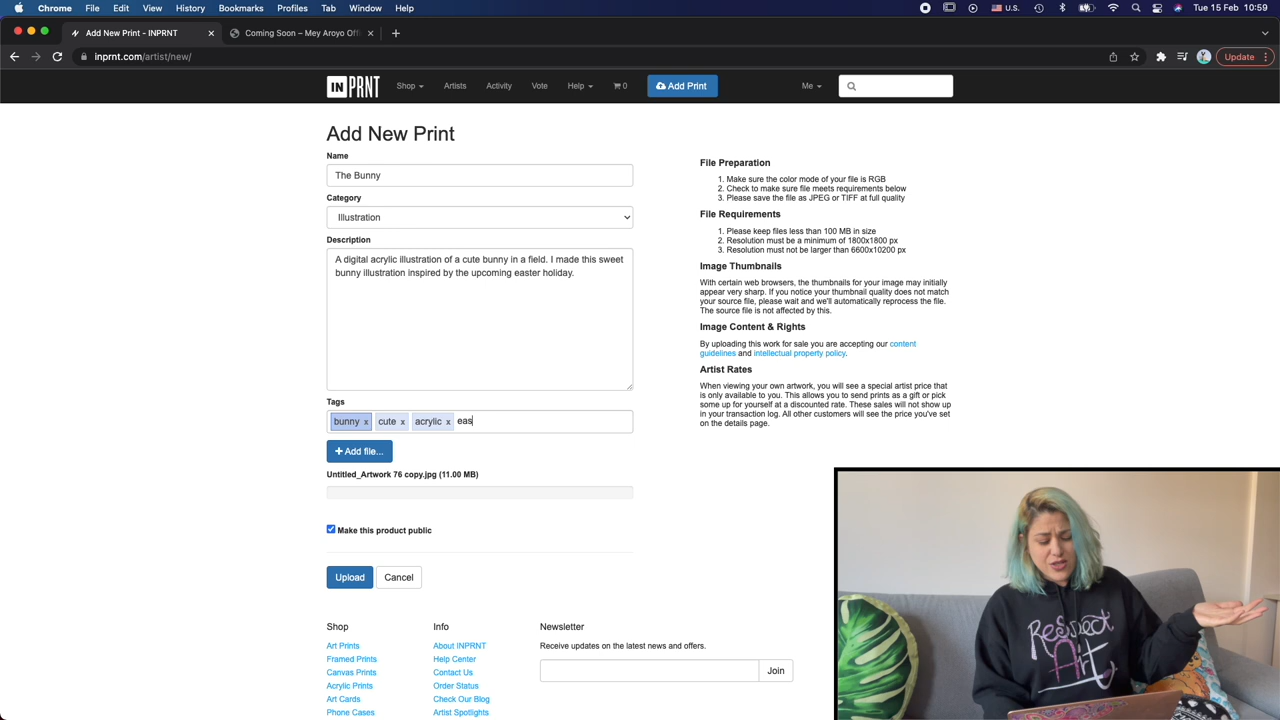 Chrome File Edit View History Bookmarks Profiles Tab Window Help Tue 15 Feb 10:59
Add New Print - INPRNT x Coming Soon – Mey Aroyo Offi x +
inprnt.com/artist/new/ Update
INPRNT Shop Artists Activity Vote Help 0 Add Print Me
Add New Print
Name
The Bunny
Category
Illustration
Description
A digital acrylic illustration of a cute bunny in a field. I made this sweet
bunny illustration inspired by the upcoming easter holiday.
Tags
bunny x cute x acrylic x eas
+ Add file...
Untitled_Artwork 76 copy.jpg (11.00 MB)
Make this product public
Upload Cancel
File Preparation
1. Make sure the color mode of your file is RGB
2. Check to make sure file meets requirements below
3. Please save the file as JPEG or TIFF at full quality
File Requirements
1. Please keep files less than 100 MB in size
2. Resolution must be a minimum of 1800x1800 px
3. Resolution must not be larger than 6600x10200 px
Image Thumbnails
With certain web browsers, the thumbnails for your image may initially
appear very sharp. If you notice your thumbnail quality does not match
your source file, please wait and we'll automatically reprocess the file.
The source file is not affected by this.
Image Content & Rights
By uploading this work for sale you are accepting our content
guidelines and intellectual property policy.
Artist Rates
When viewing your own artwork, you will see a special artist price that
is only available to you. This allows you to send prints as a gift or pick
some up for yourself at a discounted rate. These sales will not show up
in your transaction log. All other customers will see the price you've set
on the details page.
Shop
Art Prints
Framed Prints
Canvas Prints
Acrylic Prints
Art Cards
Phone Cases
Info
About INPRNT
Help Center
Contact Us
Order Status
Check Our Blog
Artist Spotlights
Newsletter
Receive updates on the latest news and offers.
Join
Respect
Art